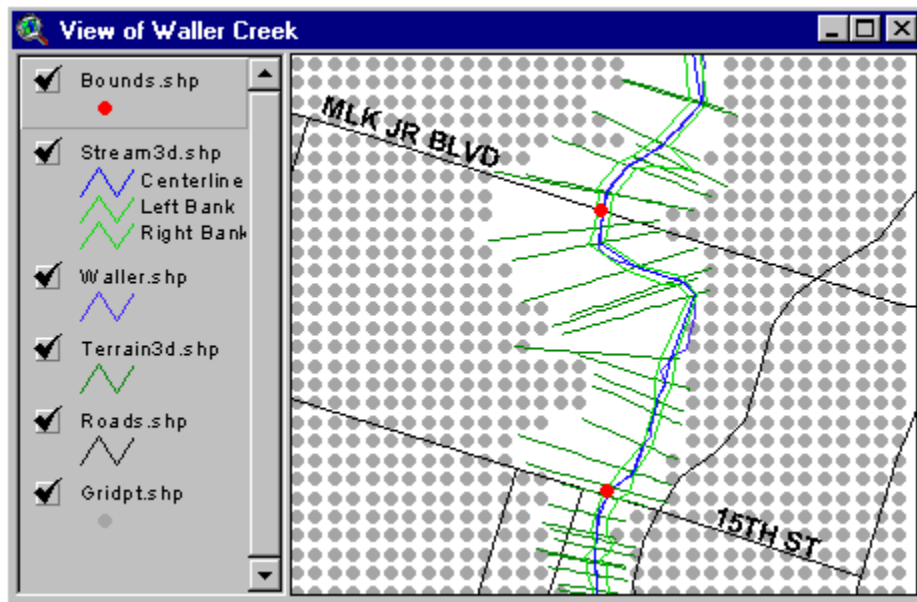 View of Waller Creek
Bounds.shp
Stream3d.shp
Centerline
Left Bank
Right Bank
Waller.shp
Terrain3d.shp
Roads.shp
Gridpt.shp
MLK JR BLVD
15TH ST